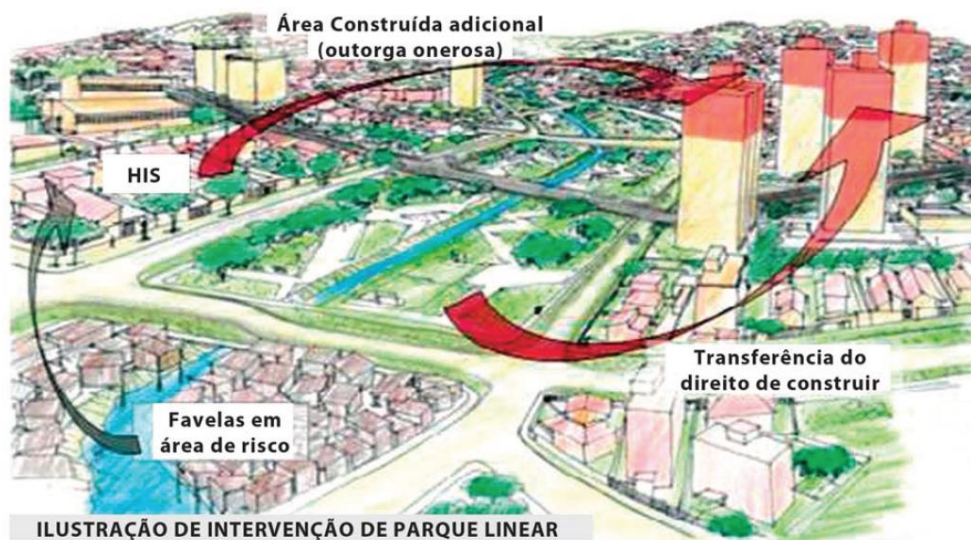 Área Construída adicional
(outorga onerosa)
HIS
Transferência do
direito de construir
Favelas em
área de risco
ILUSTRAÇÃO DE INTERVENÇÃO DE PARQUE LINEAR